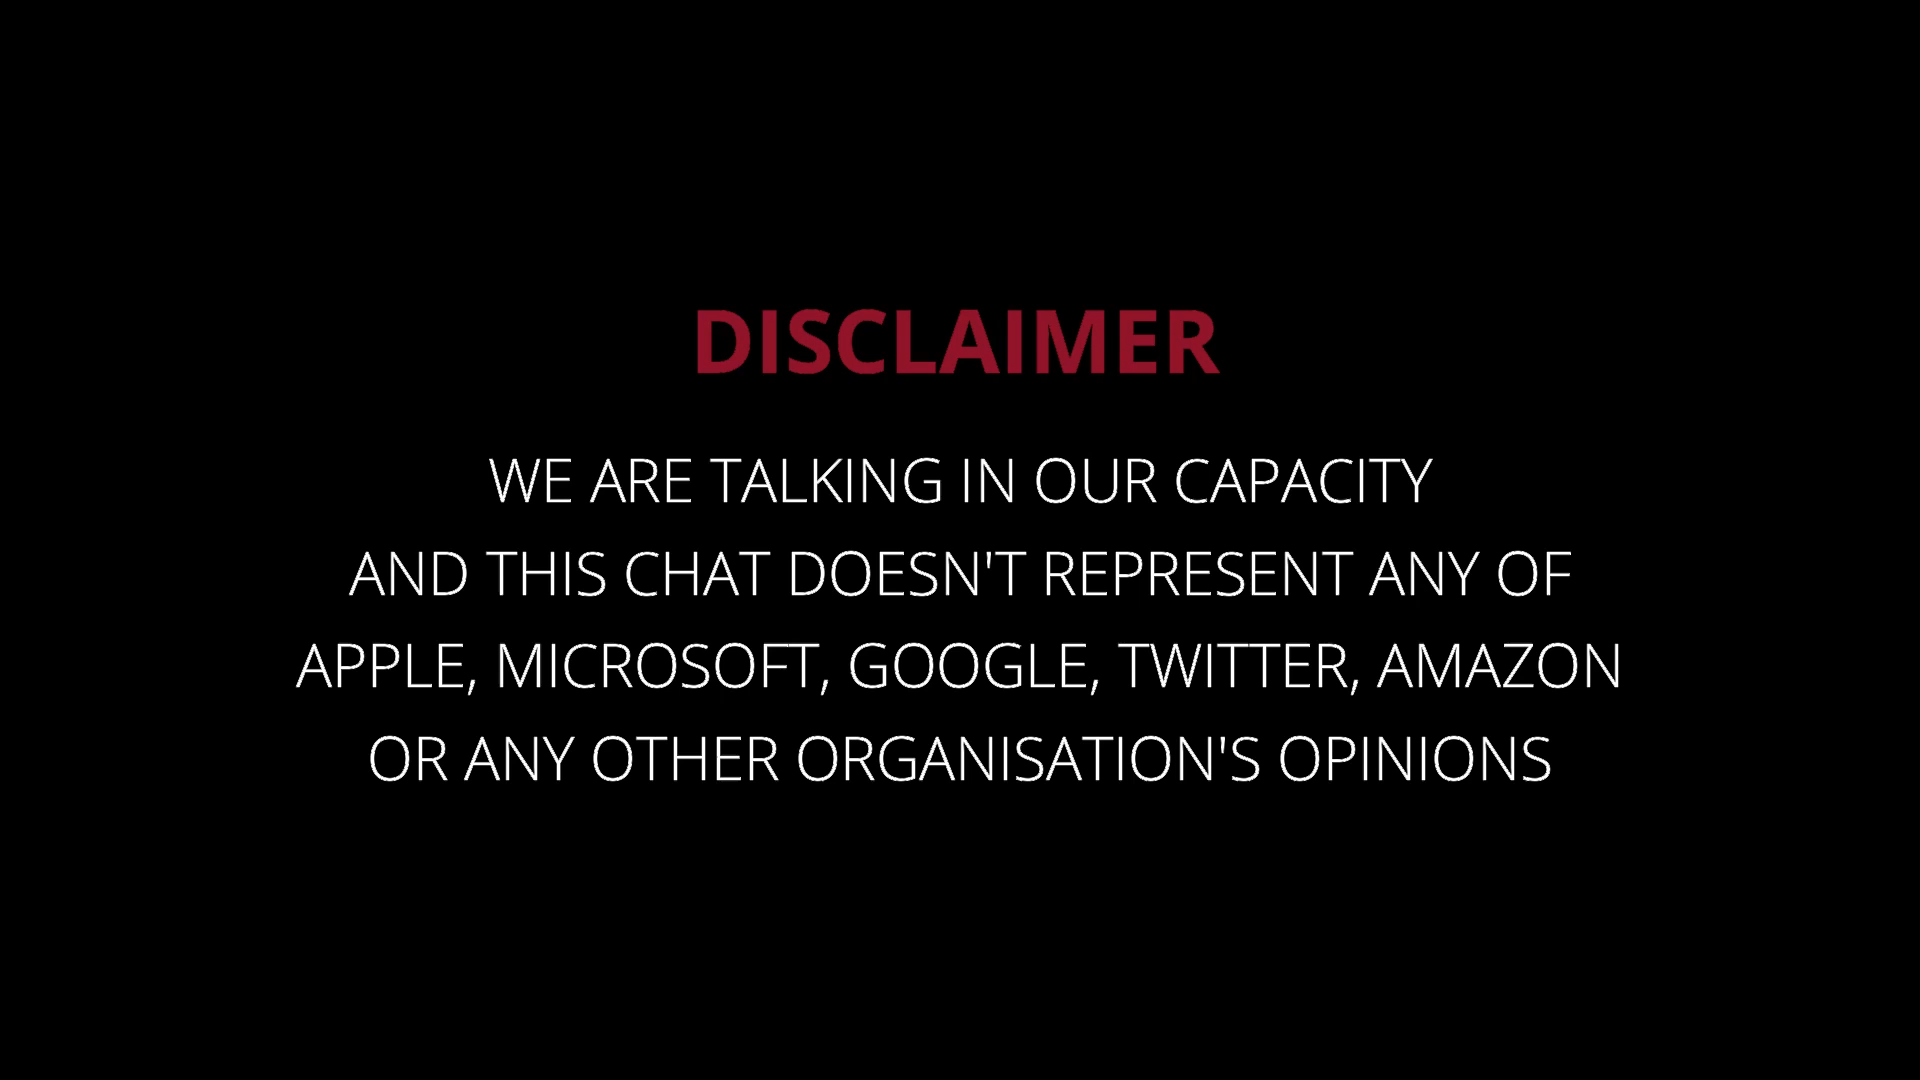 DISCLAIMER
WE ARE TALKING IN OUR CAPACITY
AND THIS CHAT DOESN'T REPRESENT ANY OF
APPLE, MICROSOFT, GOOGLE, TWITTER, AMAZON
OR ANY OTHER ORGANISATION'S OPINIONS